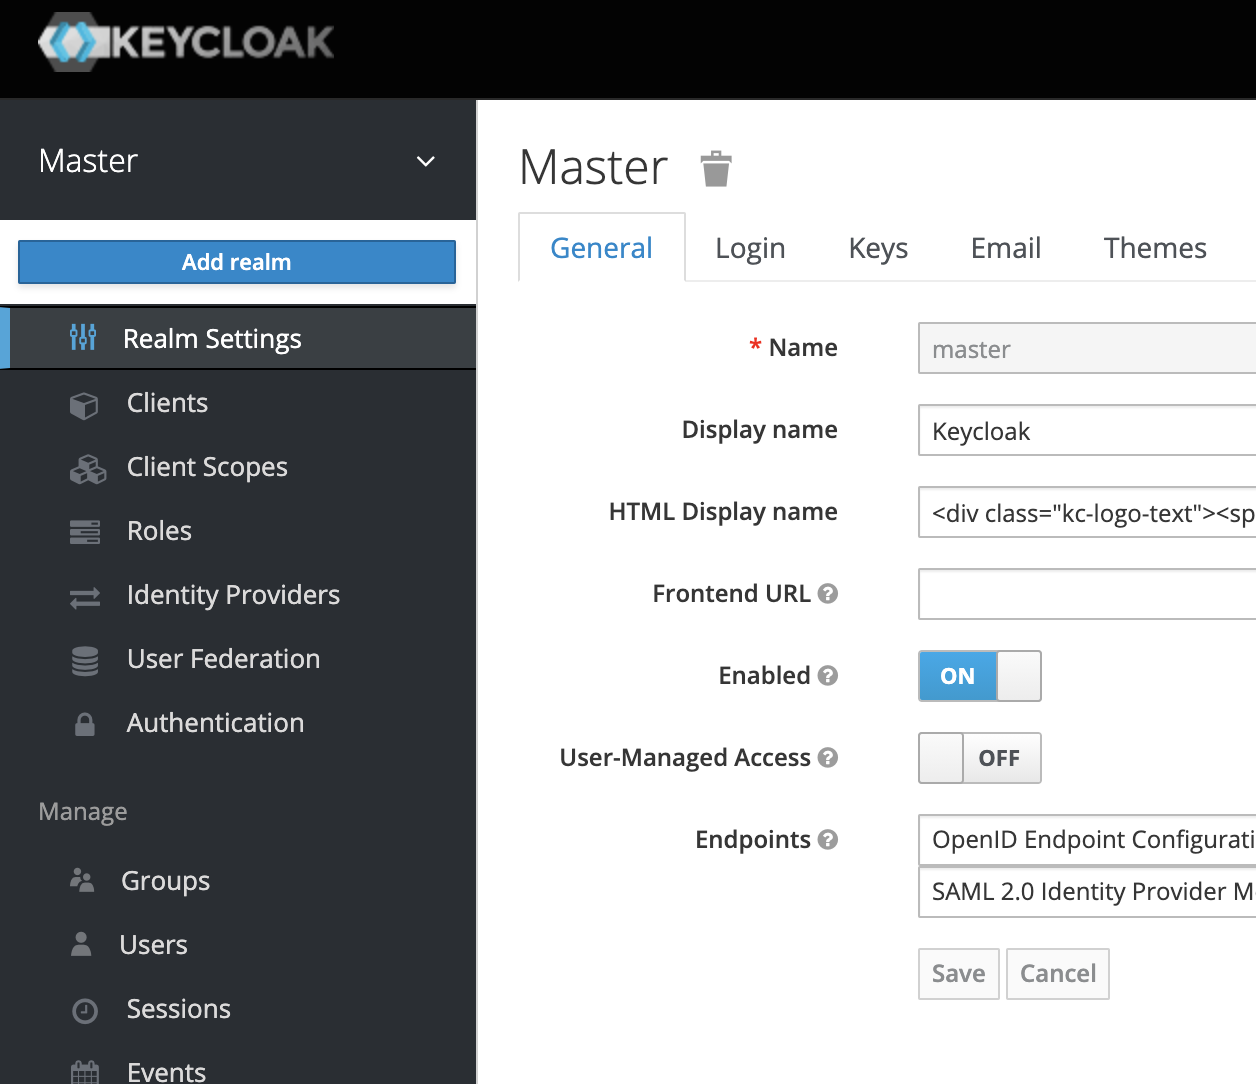 KEYCLOAK
Master
Add realm
Realm Settings
Clients
Client Scopes
Roles
Identity Providers
User Federation
Authentication
Manage
Groups
Users
Sessions
Events
Master
General Login Keys Email Themes
* Name master
Display name Keycloak
HTML Display name <div class="kc-logo-text"><sp
Frontend URL ?
Enabled ? ON
User-Managed Access ? OFF
Endpoints ? OpenID Endpoint Configurati
SAML 2.0 Identity Provider M
Save Cancel